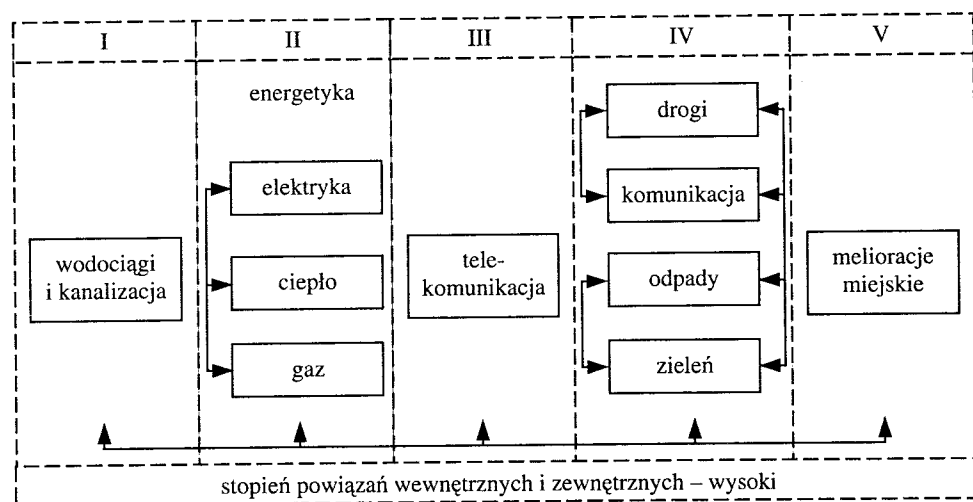 I
II
III
IV
V
wodociągi
i kanalizacja
energetyka
elektryka
ciepło
gaz
tele-
komunikacja
drogi
komunikacja
odpady
zieleń
melioracje
miejskie
stopień powiązań wewnętrznych i zewnętrznych – wysoki